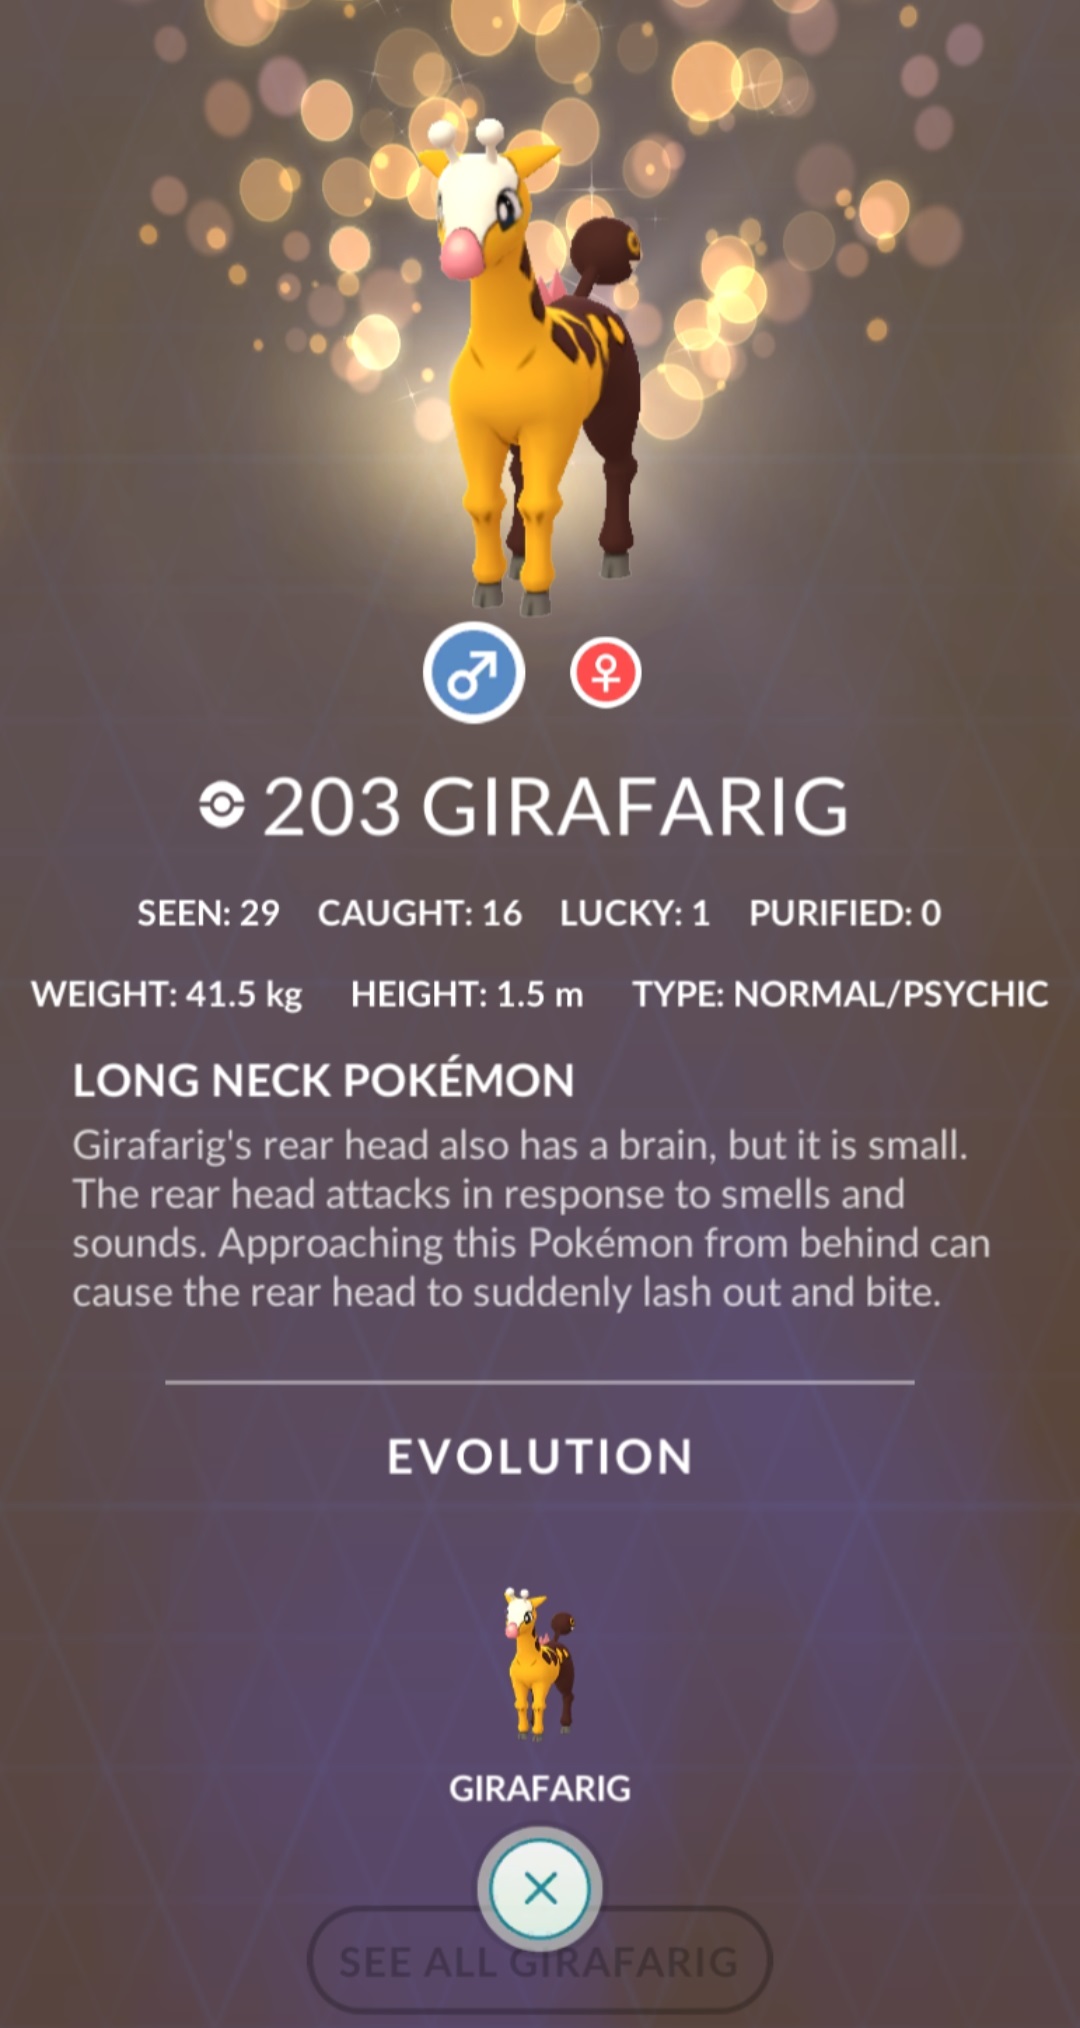 203 GIRAFARIG
SEEN: 29 CAUGHT: 16 LUCKY: 1 PURIFIED: 0
WEIGHT: 41.5 kg HEIGHT: 1.5 m TYPE: NORMAL/PSYCHIC
LONG NECK POKÉMON
Girafarig's rear head also has a brain, but it is small.
The rear head attacks in response to smells and
sounds. Approaching this Pokémon from behind can
cause the rear head to suddenly lash out and bite.
EVOLUTION
GIRAFARIG
SEE ALL GIRAFARIG